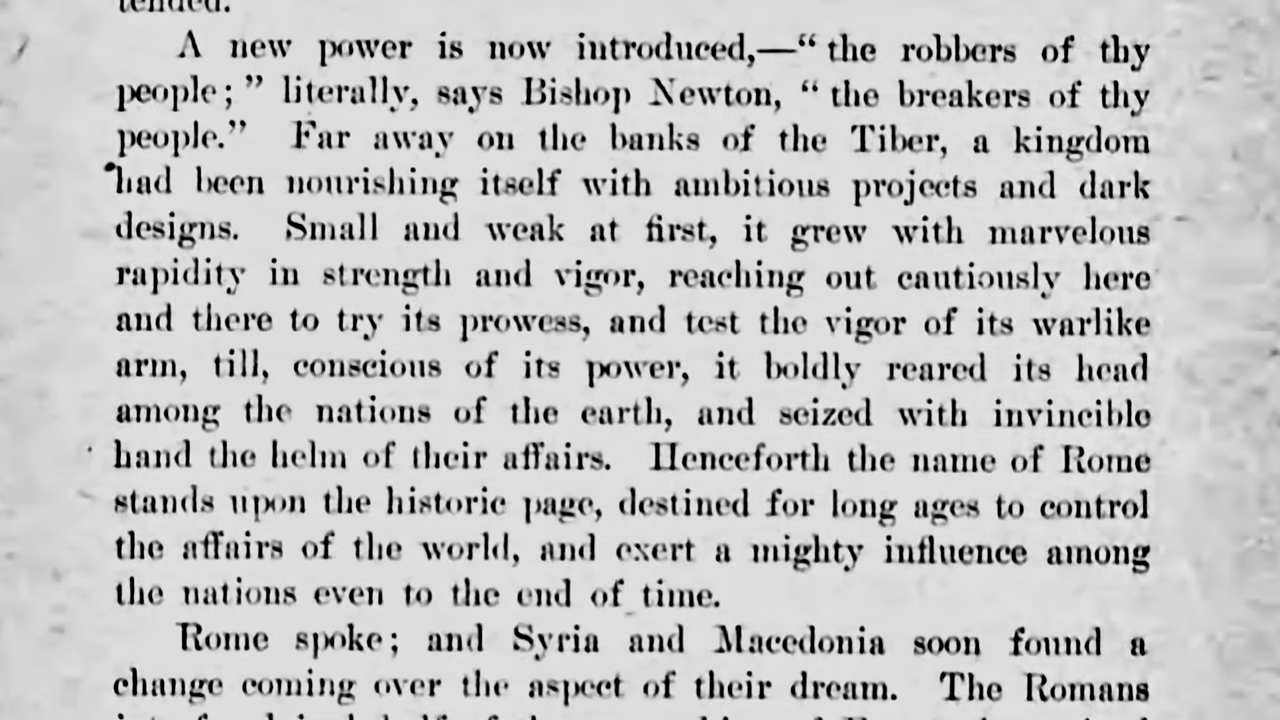 tended.
A new power is now introduced,—“ the robbers of thy
people; ” literally, says Bishop Newton, “ the breakers of thy
people.” Far away on the banks of the Tiber, a kingdom
had been nourishing itself with ambitious projects and dark
designs. Small and weak at first, it grew with marvelous
rapidity in strength and vigor, reaching out cautiously here
and there to try its prowess, and test the vigor of its warlike
arm, till, conscious of its power, it boldly reared its head
among the nations of the earth, and seized with invincible
hand the helm of their affairs. Henceforth the name of Rome
stands upon the historic page, destined for long ages to control
the affairs of the world, and exert a mighty influence among
the nations even to the end of time.
Rome spoke; and Syria and Macedonia soon found a
change coming over the aspect of their dream. The Romans